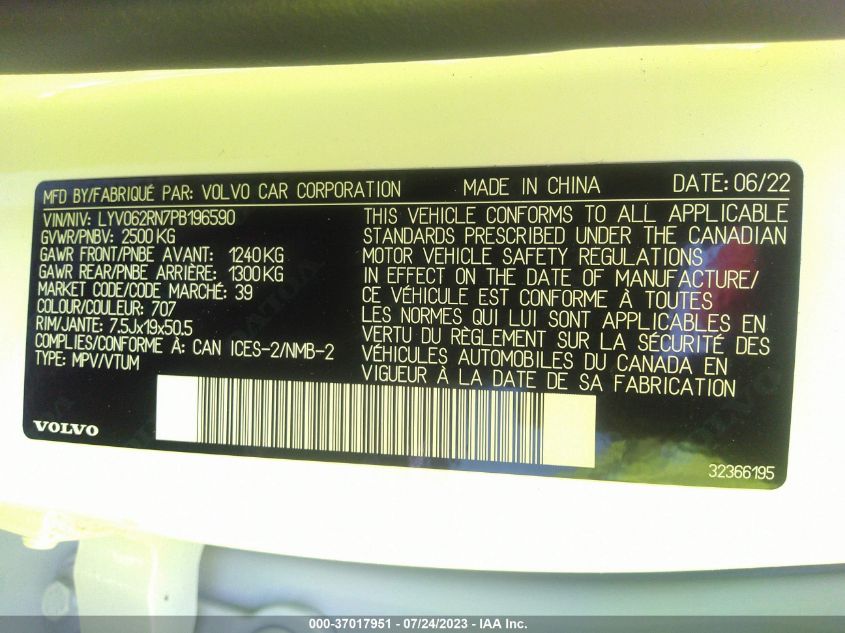 MFD BY/FABRIQUÉ PAR: VOLVO CAR CORPORATION MADE IN CHINA DATE: 06/22
VIN/NIV: LYV062RN7PB196590
GVWR/PNBV: 2500 KG
GAWR FRONT/PNBE AVANT: 1240 KG
GAWR REAR/PNBE ARRIÈRE: 1300 KG
MARKET CODE/CODE MARCHÉ: 39
COLOUR/COULEUR: 707
RIM/JANTE: 7.5Jx19x50.5
COMPLIES/CONFORME À: CAN ICES-2/NMB-2
TYPE: MPV/VTUM
THIS VEHICLE CONFORMS TO ALL APPLICABLE
STANDARDS PRESCRIBED UNDER THE CANADIAN
MOTOR VEHICLE SAFETY REGULATIONS
IN EFFECT ON THE DATE OF MANUFACTURE/
CE VÉHICULE EST CONFORME À TOUTES
LES NORMES QUI LUI SONT APPLICABLES EN
VERTU DU RÈGLEMENT SUR LA SÉCURITÉ DES
VÉHICULES AUTOMOBILES DU CANADA EN
VIGUEUR À LA DATE DE SA FABRICATION
VOLVO
32366195
000-37017951 - 07/24/2023 - IAA Inc.